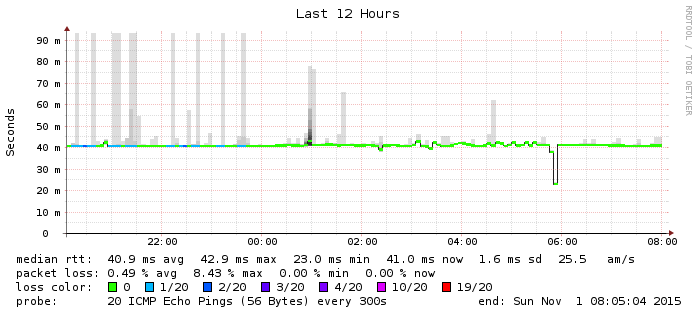 Last 12 Hours
RRDTOOL / TOBI OETIKER
Seconds
90 m
80 m
70 m
60 m
50 m
40 m
30 m
20 m
10 m
0
22:00 00:00 02:00 04:00 06:00 08:00
median rtt: 40.9 ms avg 42.9 ms max 23.0 ms min 41.0 ms now 1.6 ms sd 25.5 am/s
packet loss: 0.49 % avg 8.43 % max 0.00 % min 0.00 % now
loss color: 0 1/20 2/20 3/20 4/20 10/20 19/20
probe: 20 ICMP Echo Pings (56 Bytes) every 300s end: Sun Nov 1 08:05:04 2015